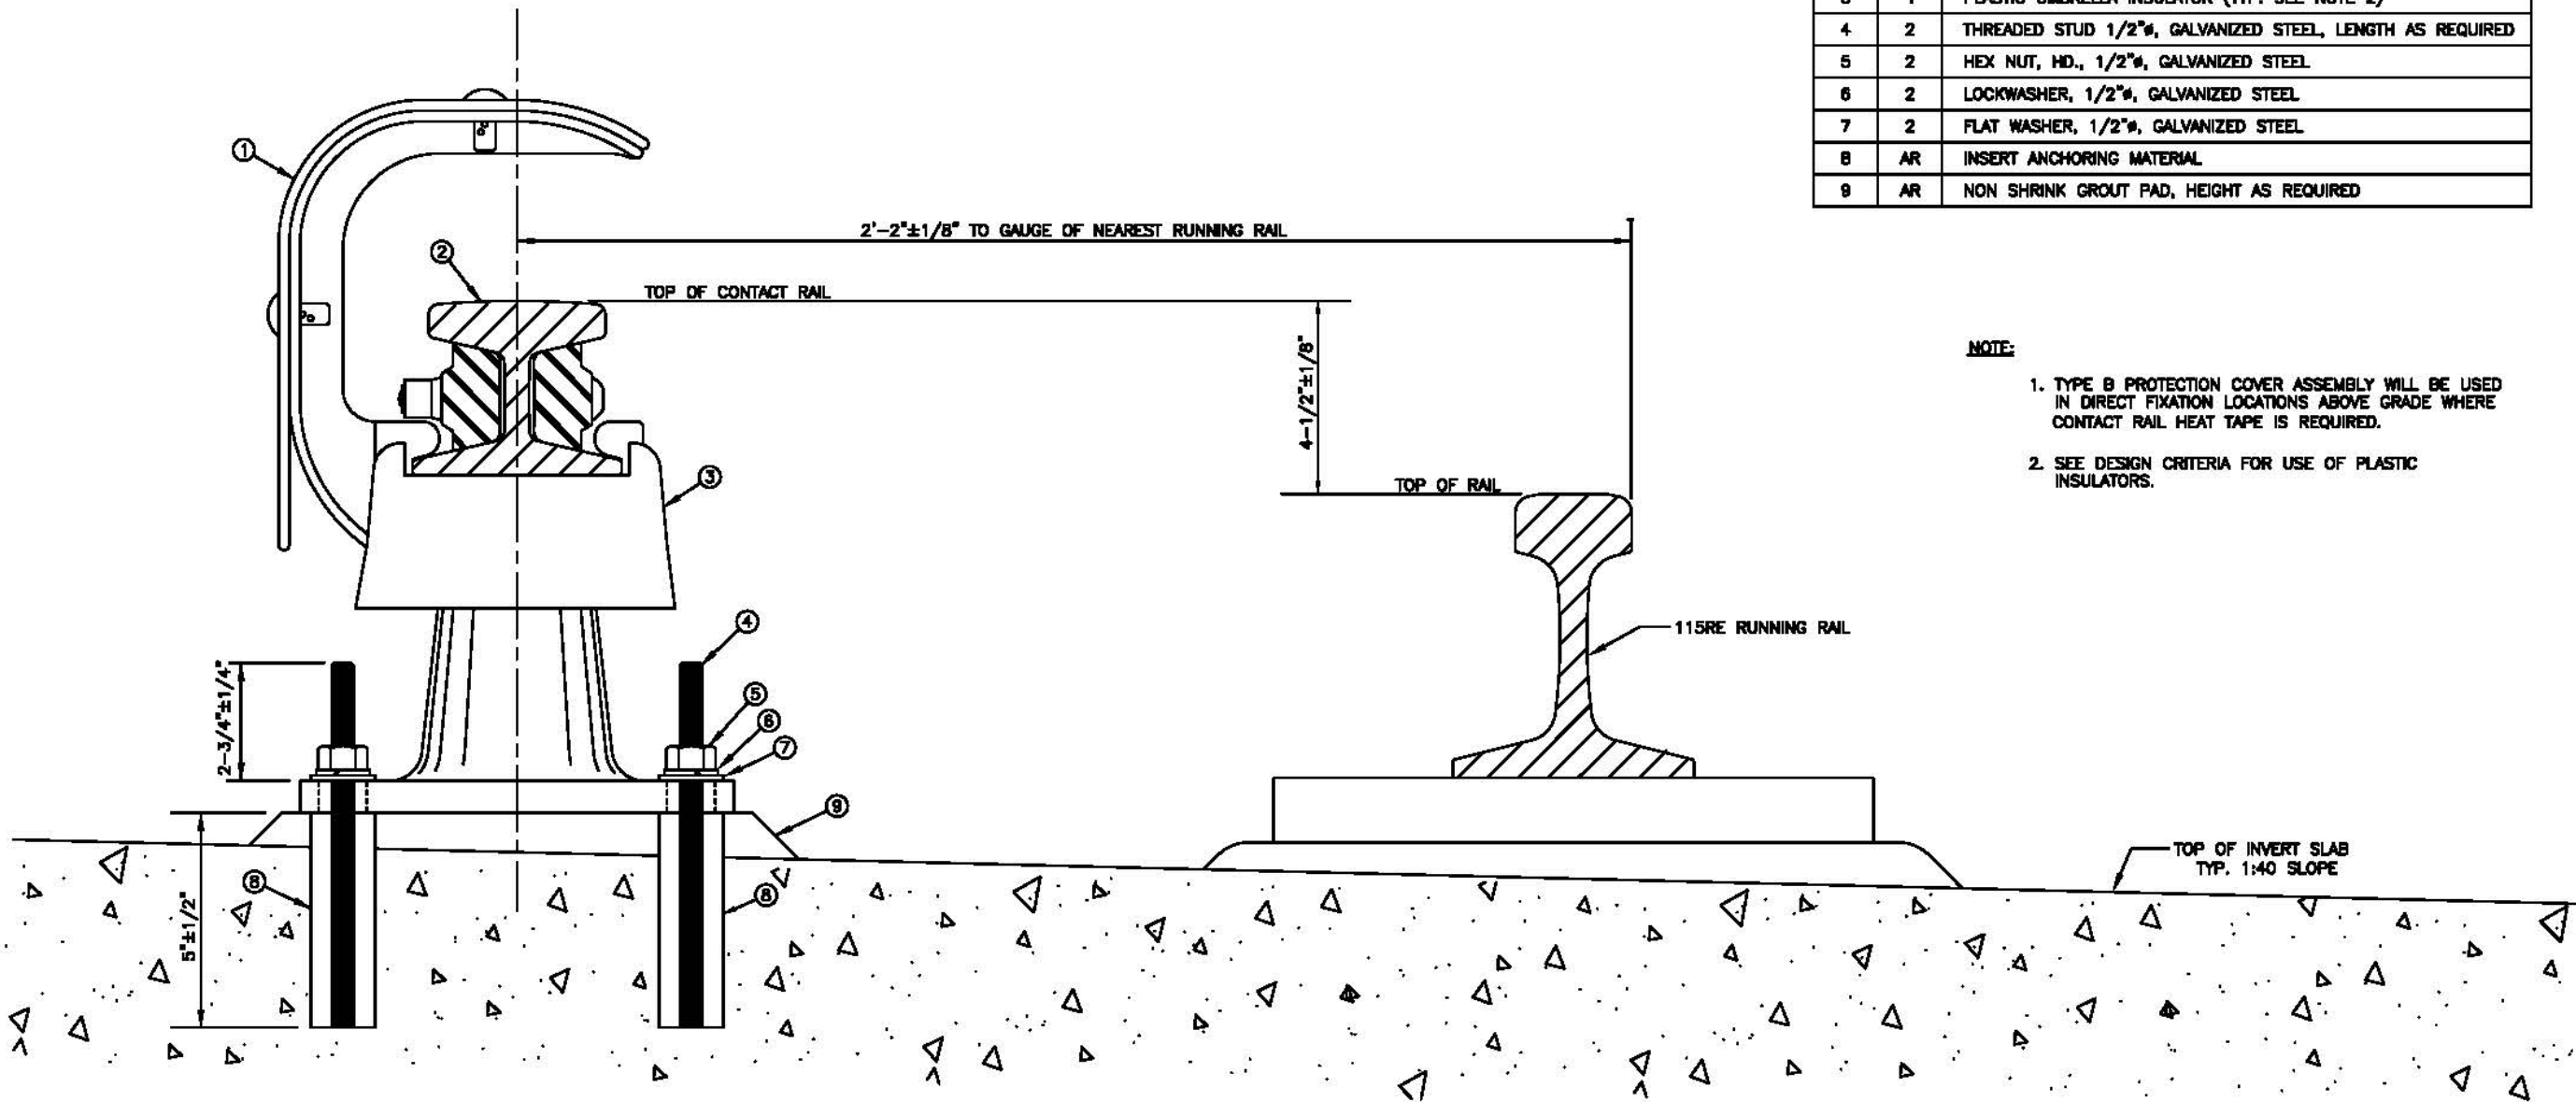 4 2 THREADED STUD 1/2"ø, GALVANIZED STEEL, LENGTH AS REQUIRED
5 2 HEX NUT, HD., 1/2"ø, GALVANIZED STEEL
6 2 LOCKWASHER, 1/2"ø, GALVANIZED STEEL
7 2 FLAT WASHER, 1/2"ø, GALVANIZED STEEL
8 AR INSERT ANCHORING MATERIAL
9 AR NON SHRINK GROUT PAD, HEIGHT AS REQUIRED
1
2'-2"±1/8" TO GAUGE OF NEAREST RUNNING RAIL
2
TOP OF CONTACT RAIL
4-1/2"±1/8"
3
TOP OF RAIL
NOTE:
1. TYPE B PROTECTION COVER ASSEMBLY WILL BE USED
IN DIRECT FIXATION LOCATIONS ABOVE GRADE WHERE
CONTACT RAIL HEAT TAPE IS REQUIRED.
2. SEE DESIGN CRITERIA FOR USE OF PLASTIC
INSULATORS.
4
115RE RUNNING RAIL
2-3/4"±1/4"
5
6
7
9
TOP OF INVERT SLAB
TYP. 1:40 SLOPE
8
8
5"±1/2"